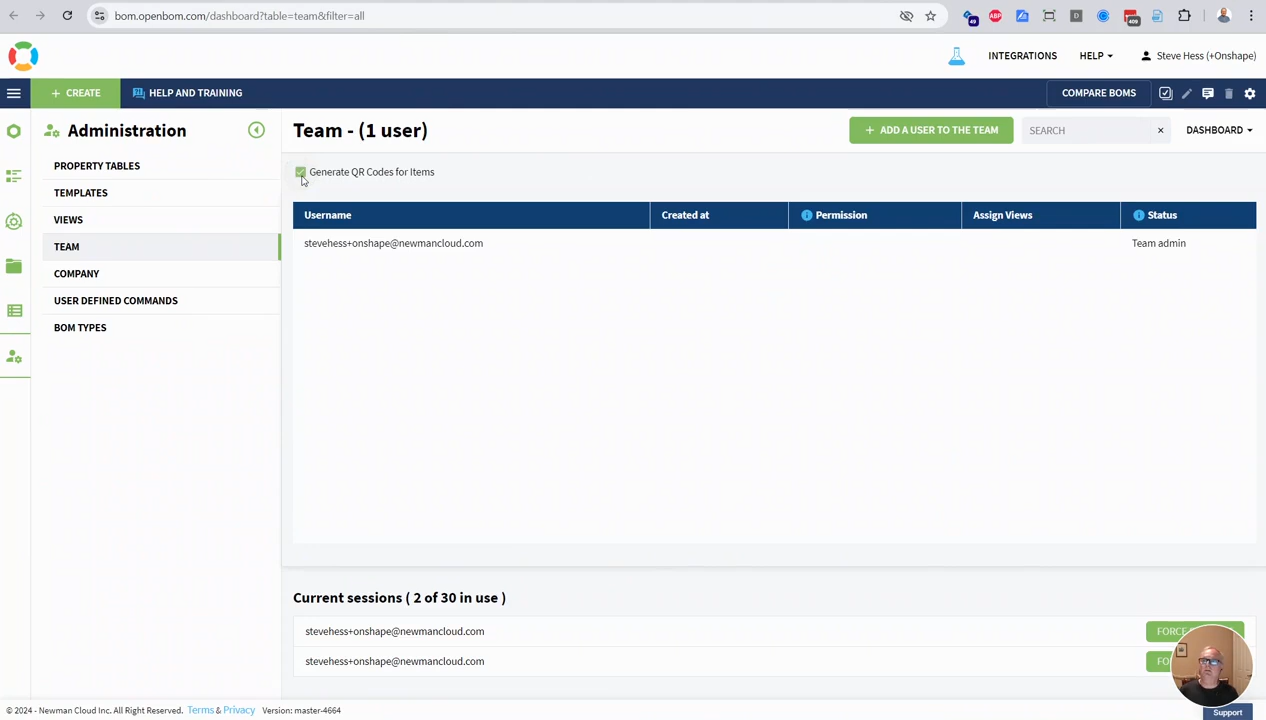 bom.openbom.com/dashboard?table=team&filter=all
49
ABP
D
409
INTEGRATIONS
HELP
Steve Hess (+Onshape)
+ CREATE
HELP AND TRAINING
COMPARE BOMS
Administration
Team - (1 user)
+ ADD A USER TO THE TEAM
SEARCH
×
DASHBOARD
PROPERTY TABLES
TEMPLATES
VIEWS
TEAM
COMPANY
USER DEFINED COMMANDS
BOM TYPES
Generate QR Codes for Items
Username
Created at
Permission
Assign Views
Status
stevehess+onshape@newmancloud.com
Team admin
Current sessions ( 2 of 30 in use )
stevehess+onshape@newmancloud.com
stevehess+onshape@newmancloud.com
© 2024 - Newman Cloud Inc. All Right Reserved. Terms & Privacy Version: master-4664
Support